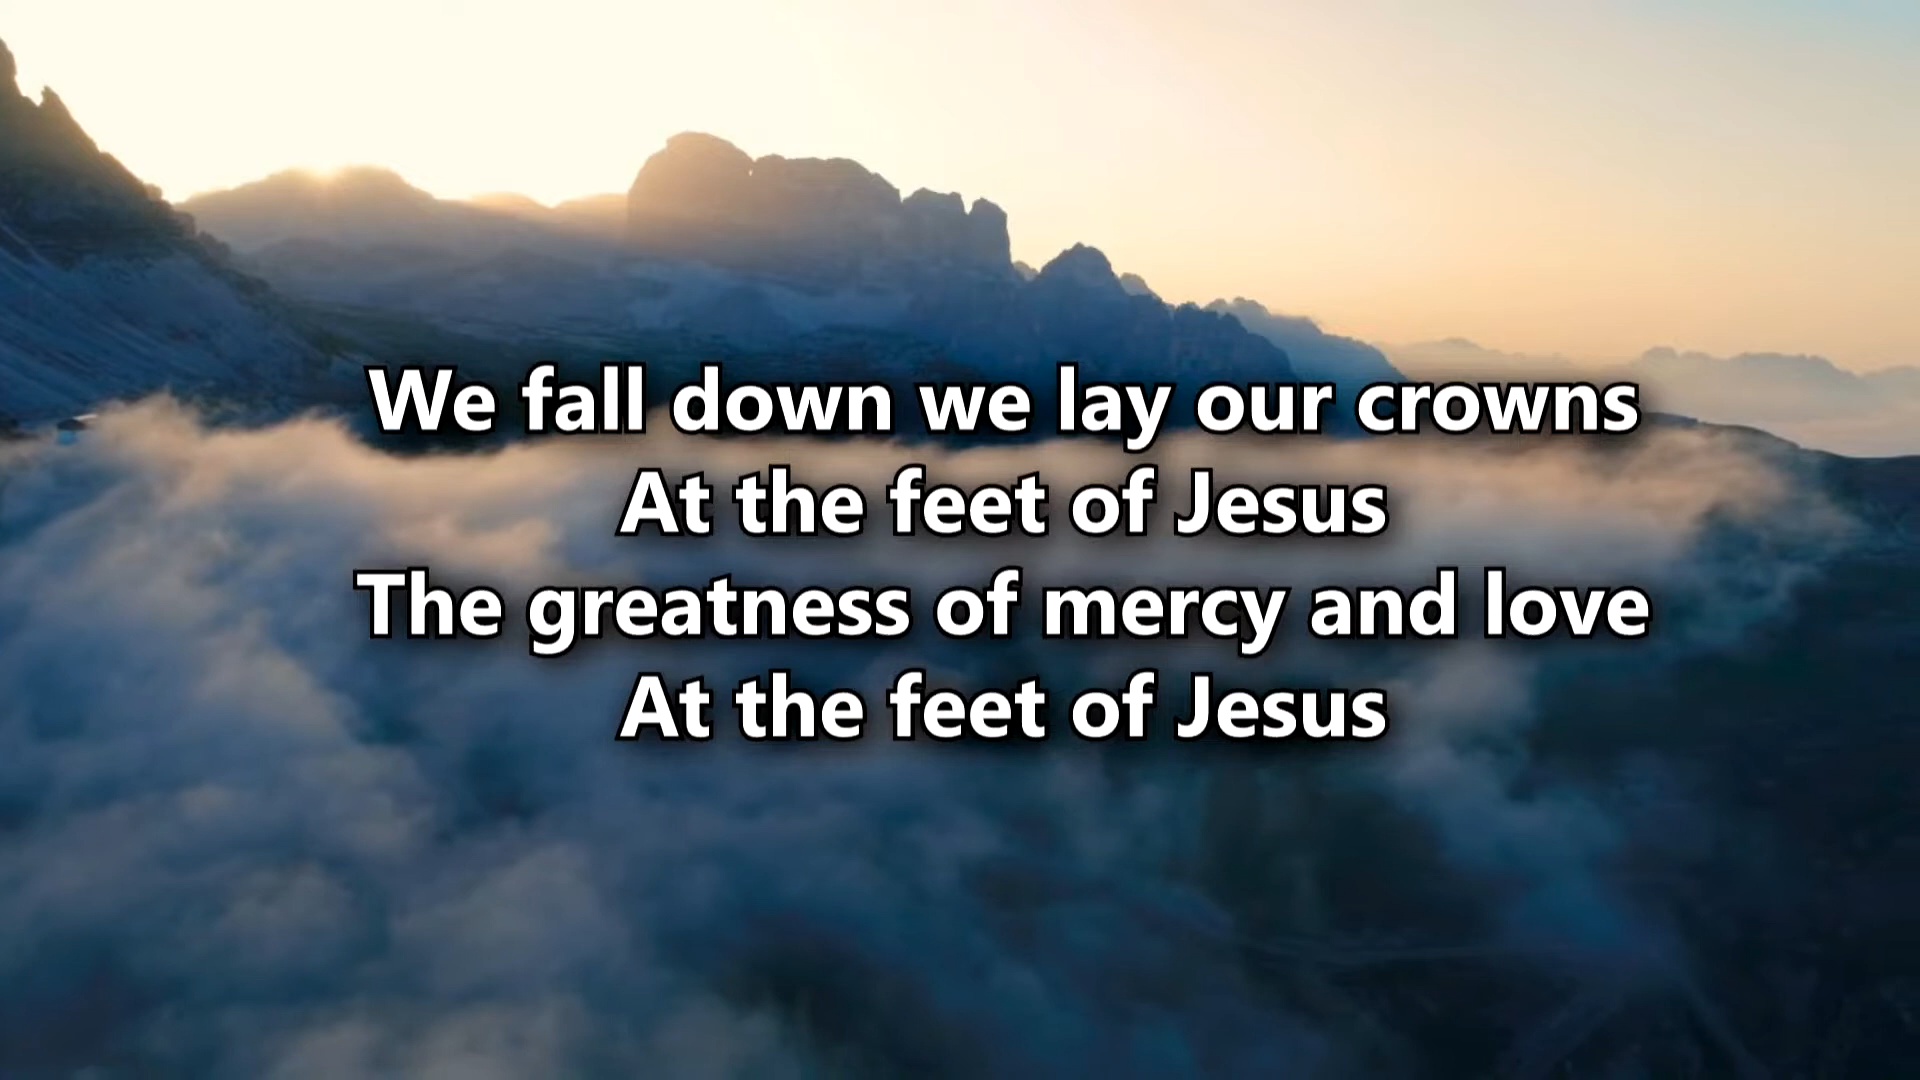 We fall down we lay our crowns
At the feet of Jesus
The greatness of mercy and love
At the feet of Jesus